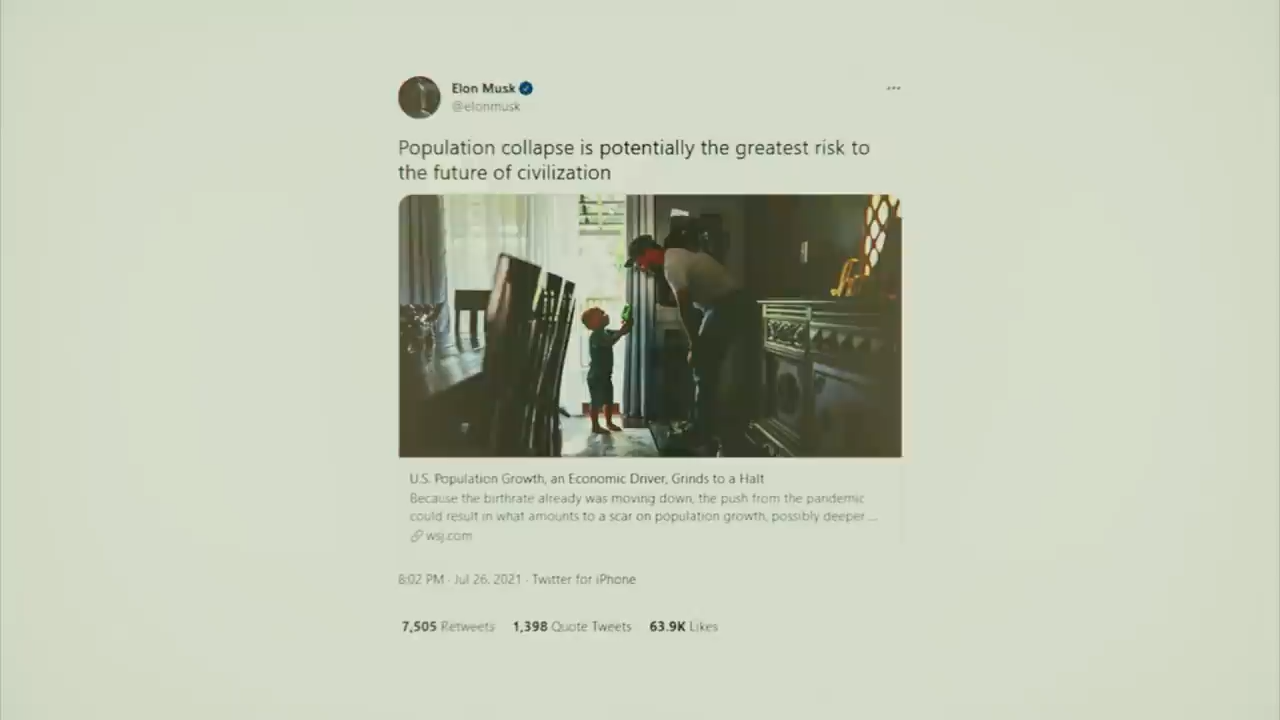 Elon Musk
@elonmusk
Population collapse is potentially the greatest risk to
the future of civilization
U.S. Population Growth, an Economic Driver, Grinds to a Halt
Because the birthrate already was moving down, the push from the pandemic
could result in what amounts to a scar on population growth, possibly deeper ...
wsj.com
8:02 PM · Jul 26, 2021 · Twitter for iPhone
7,505 Retweets 1,398 Quote Tweets 63.9K Likes